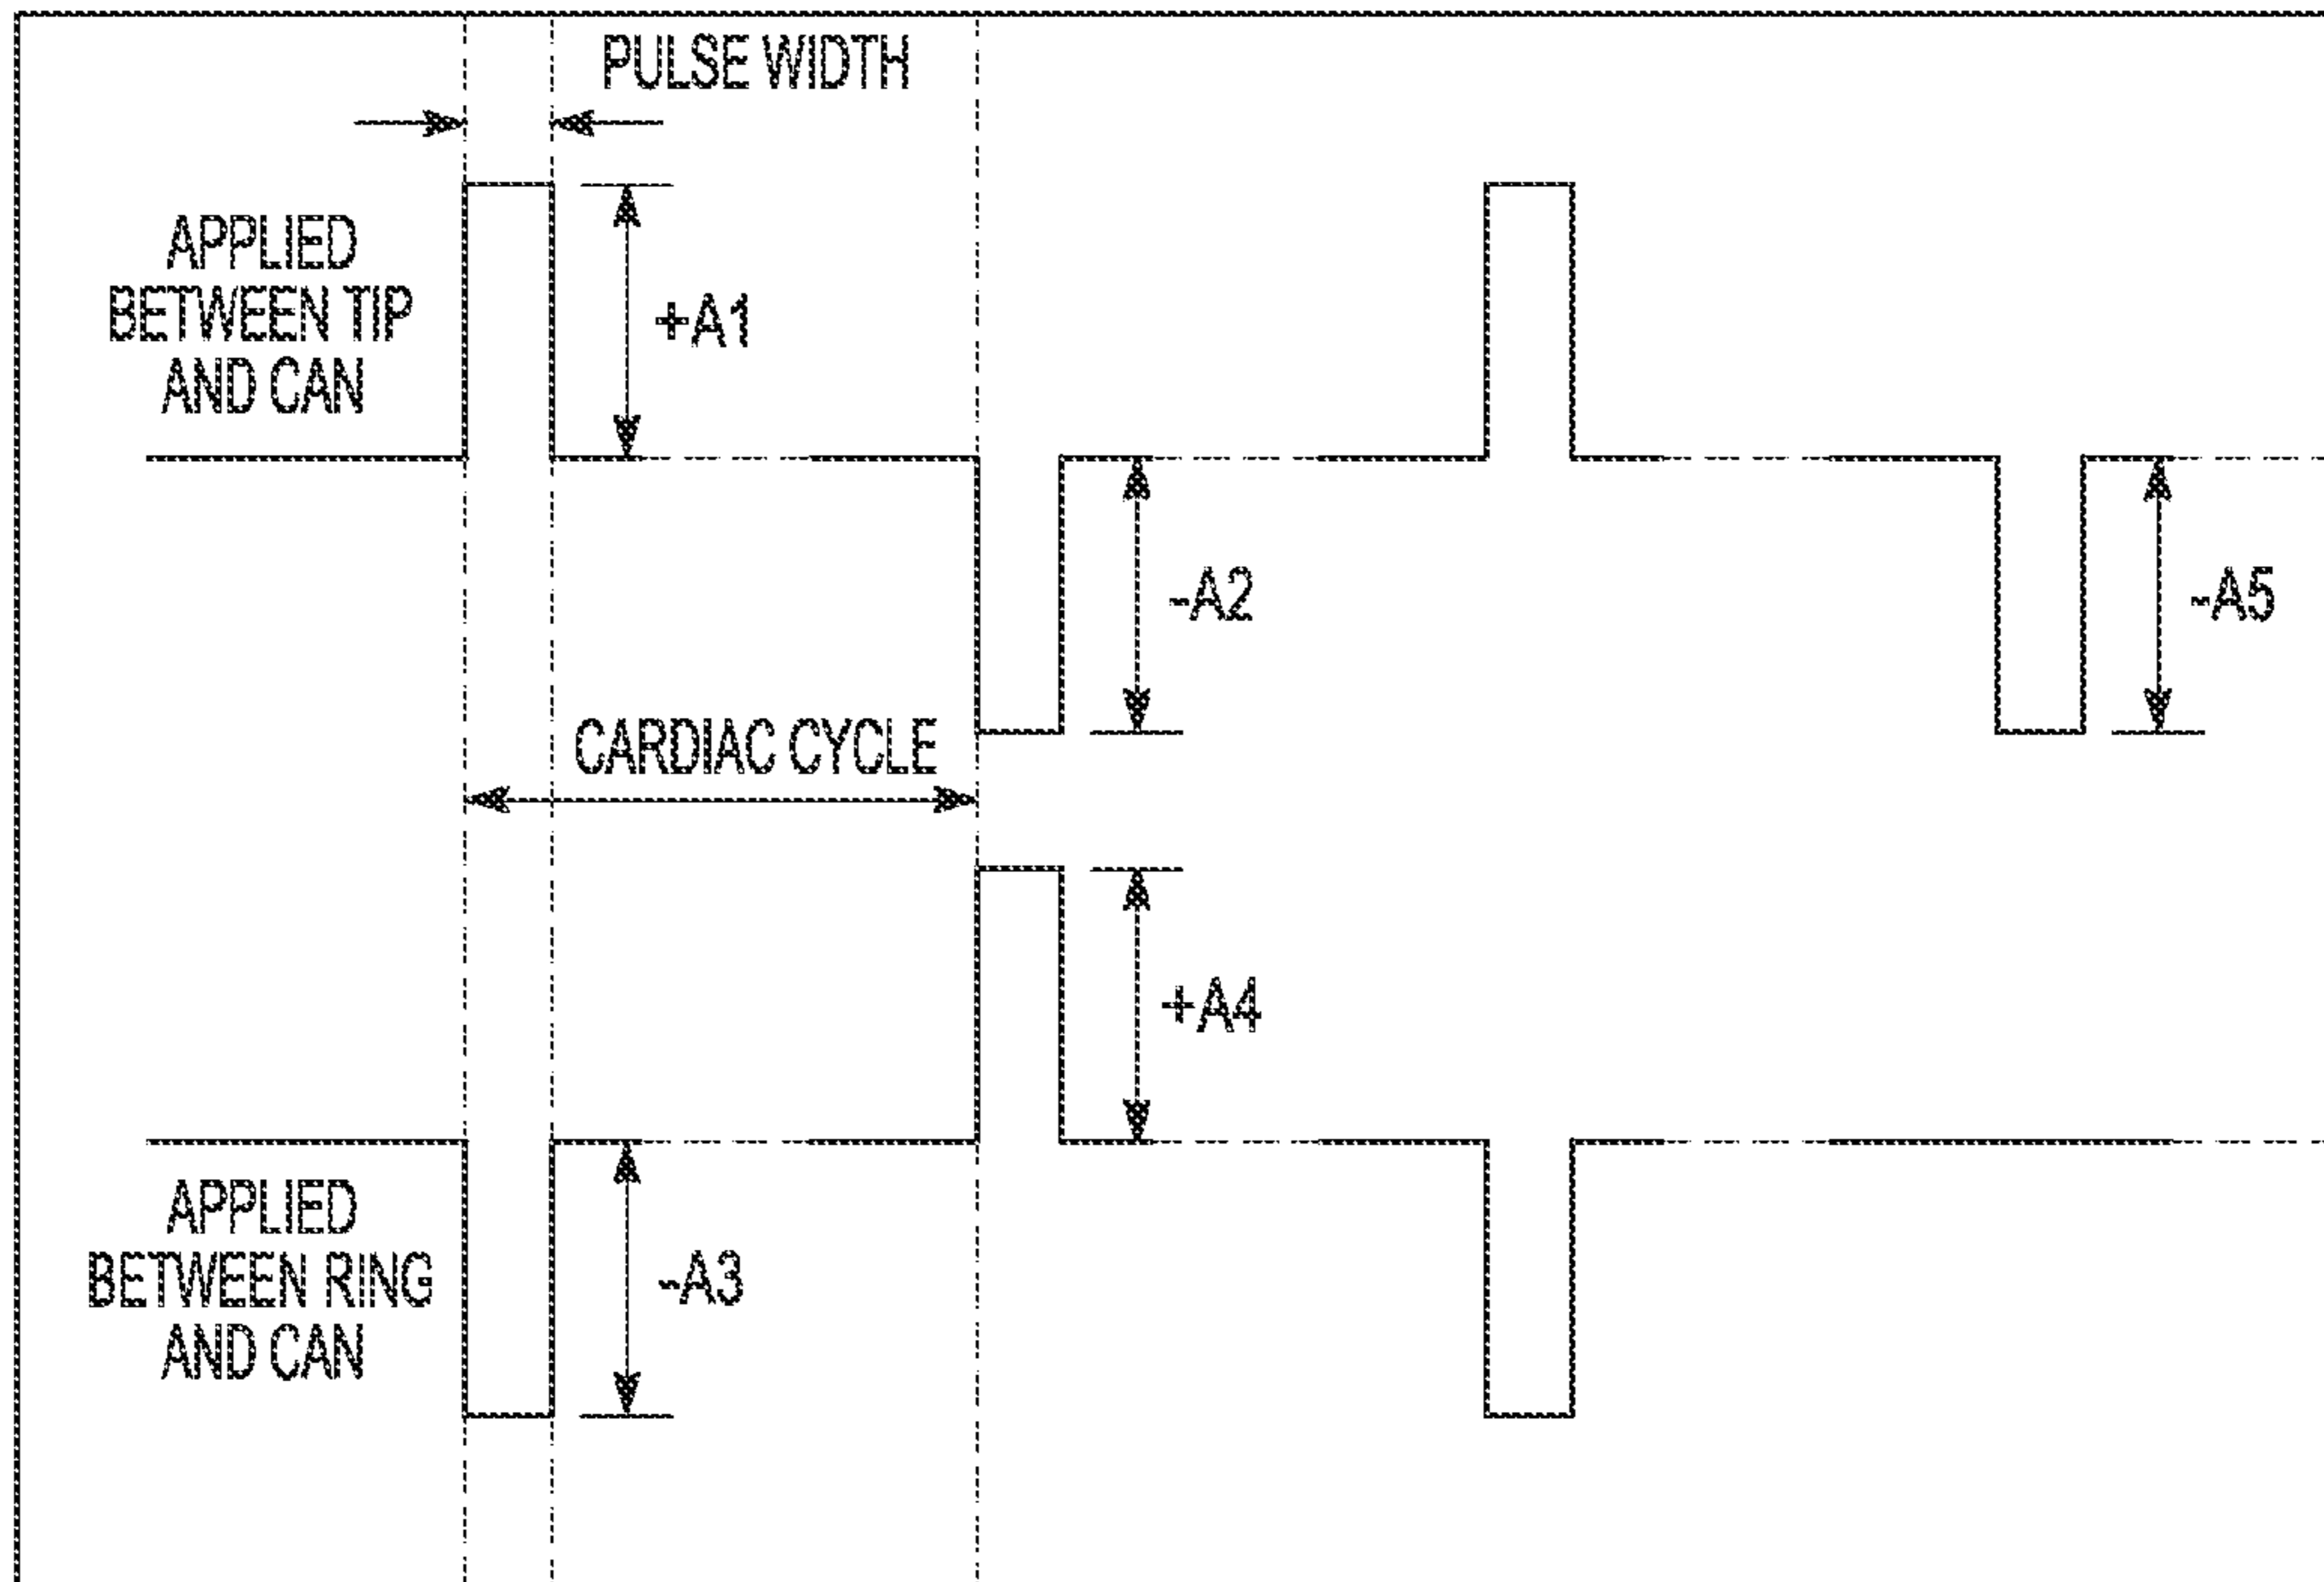 PULSE WIDTH
APPLIED
BETWEEN TIP
AND CAN
+A1
-A2
-A5
CARDIAC CYCLE
+A4
APPLIED
BETWEEN RING
AND CAN
-A3